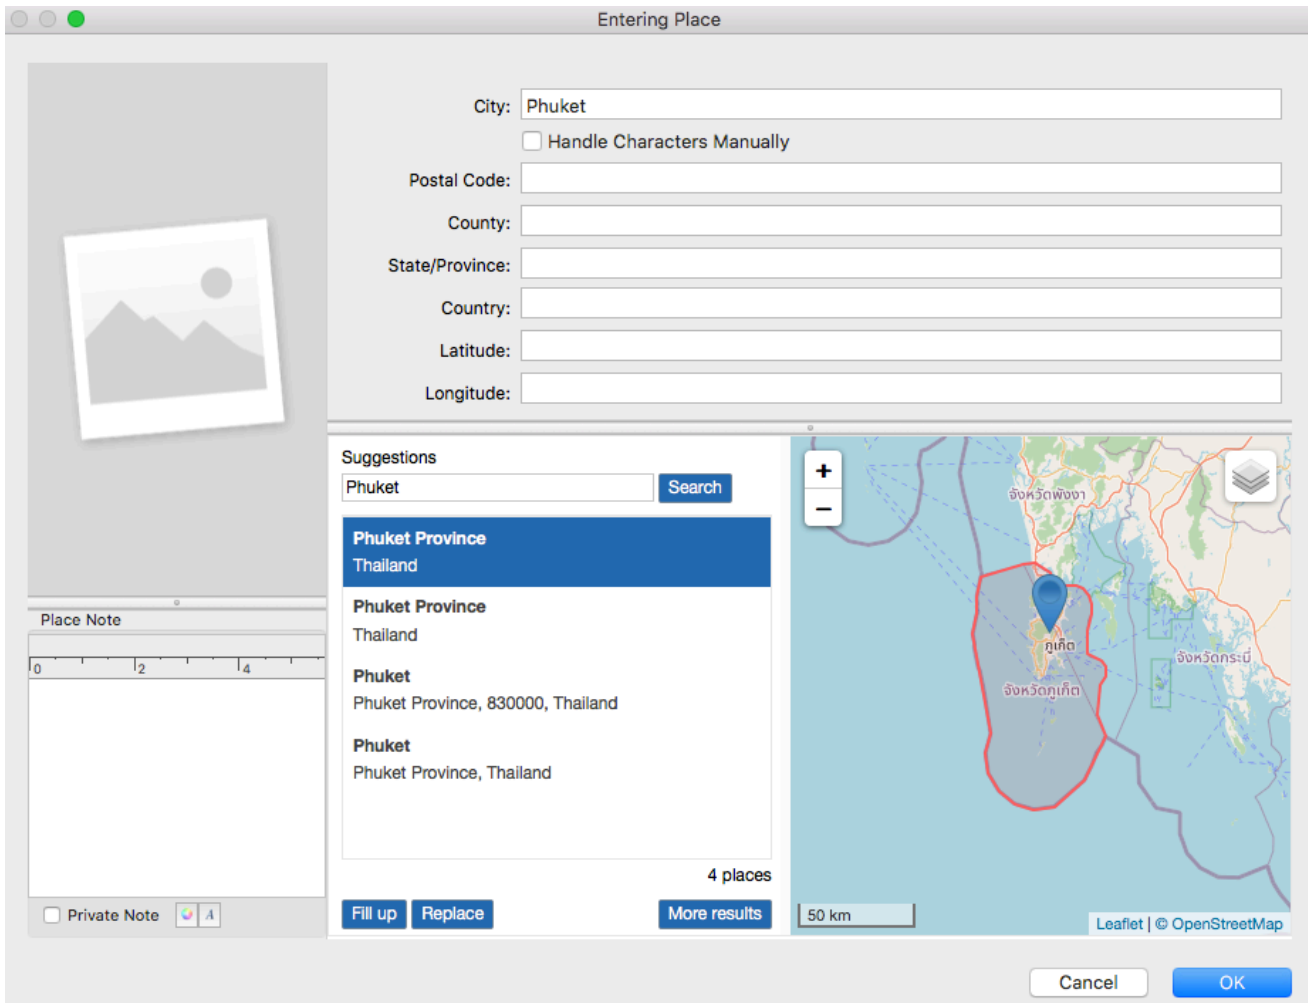 Entering Place
City: Phuket
Handle Characters Manually
Postal Code:
County:
State/Province:
Country:
Latitude:
Longitude:
Place Note
0 2 4
Private Note A
Suggestions
Phuket Search
Phuket Province
Thailand
Phuket Province
Thailand
Phuket
Phuket Province, 830000, Thailand
Phuket
Phuket Province, Thailand
4 places
Fill up Replace More results
+
−
จังหวัดพังงา
ภูเก็ต
จังหวัดกระบี่
จังหวัดภูเก็ต
50 km
Leaflet | © OpenStreetMap
Cancel OK